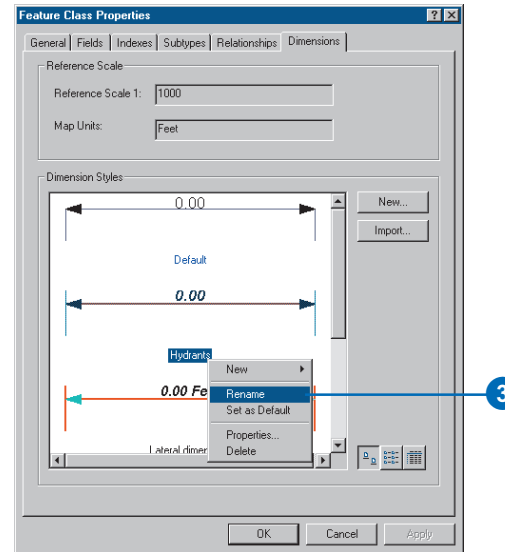 Feature Class Properties
General Fields Indexes Subtypes Relationships Dimensions
Reference Scale
Reference Scale 1: 1000
Map Units: Feet
Dimension Styles
0.00
New...
Import...
Default
0.00
Hydrants
New
0.00 Fe
Rename
Set as Default
Properties...
Lateral dimen
Delete
OK Cancel Apply
3